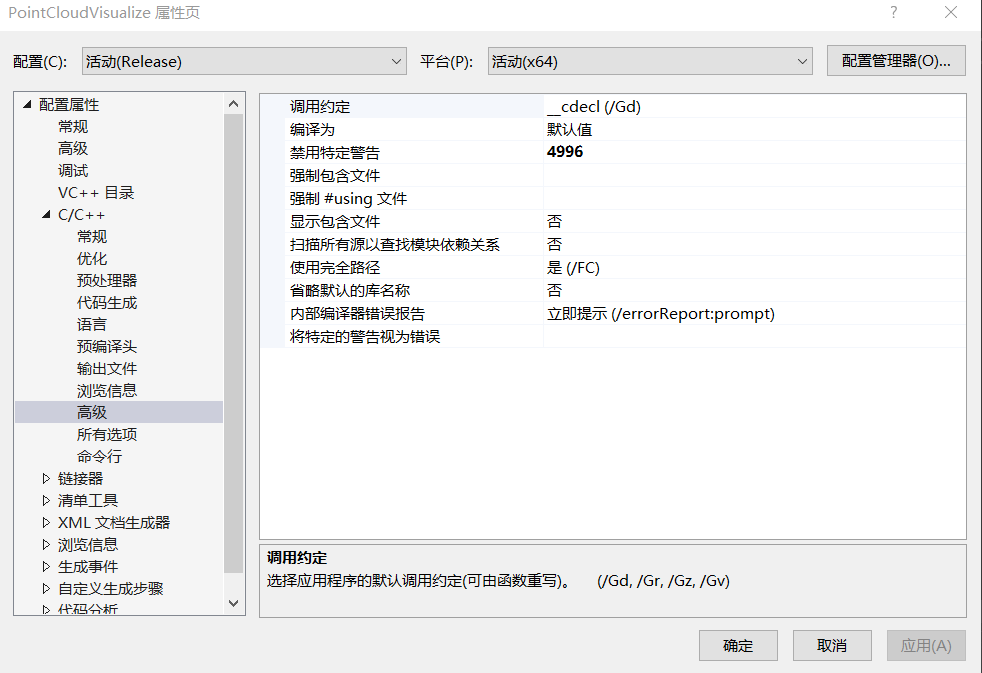 PointCloudVisualize 属性页
配置(C): 活动(Release) 平台(P): 活动(x64) 配置管理器(O)...
配置属性
常规
高级
调试
VC++ 目录
C/C++
常规
优化
预处理器
代码生成
语言
预编译头
输出文件
浏览信息
高级
所有选项
命令行
链接器
清单工具
XML 文档生成器
浏览信息
生成事件
自定义生成步骤
代码分析
调用约定 __cdecl (/Gd)
编译为 默认值
禁用特定警告 4996
强制包含文件
强制 #using 文件
显示包含文件 否
扫描所有源以查找模块依赖关系 否
使用完全路径 是 (/FC)
省略默认的库名称 否
内部编译器错误报告 立即提示 (/errorReport:prompt)
将特定的警告视为错误
调用约定
选择应用程序的默认调用约定(可由函数重写)。 (/Gd, /Gr, /Gz, /Gv)
确定 取消 应用(A)